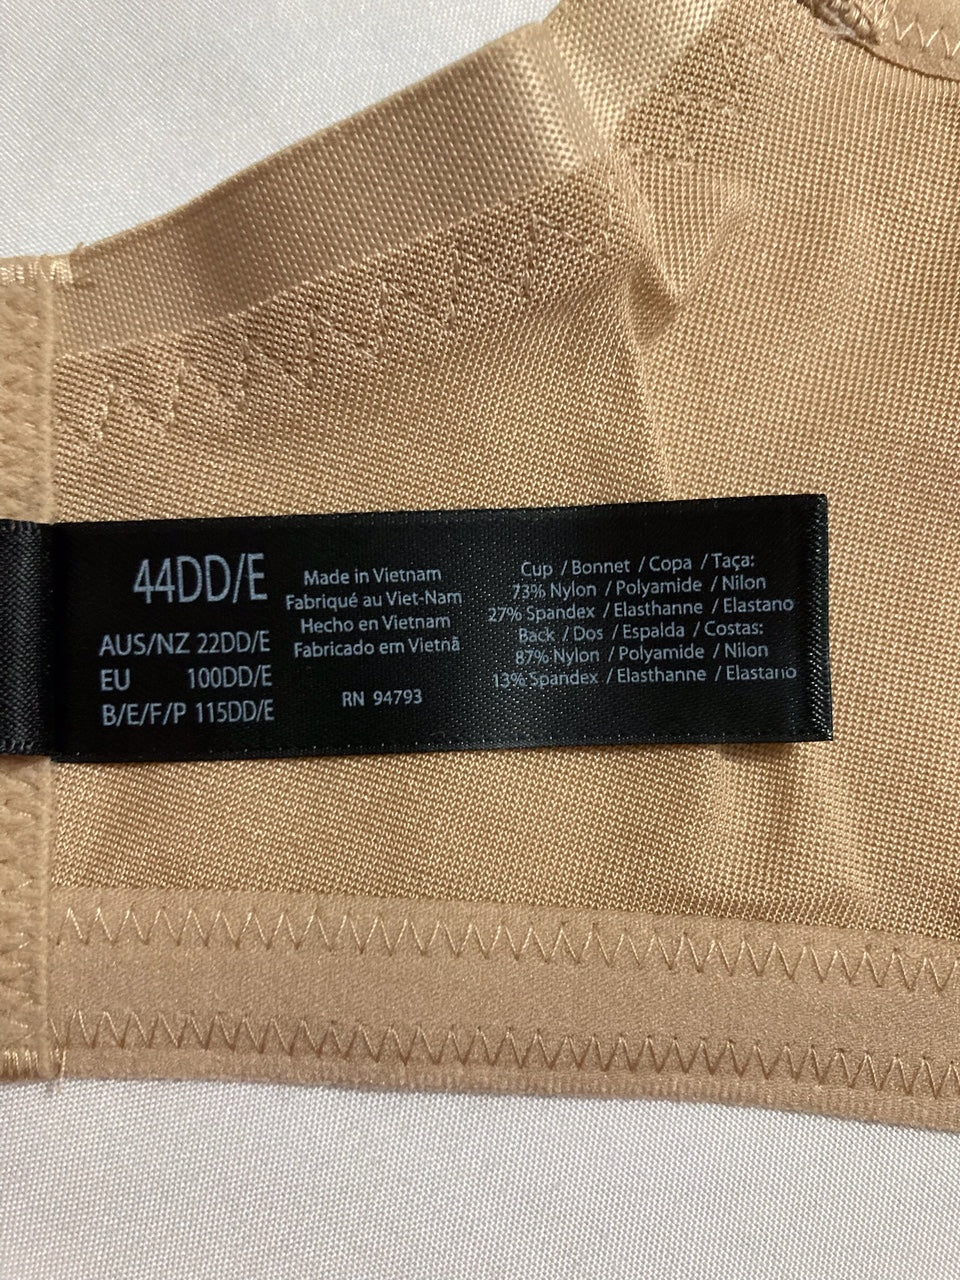 44DD/E
AUS/NZ 22DD/E
EU 100DD/E
B/E/F/P 115DD/E
Made in Vietnam
Fabriqué au Viet-Nam
Hecho en Vietnam
Fabricado em Vietnã
RN 94793
Cup / Bonnet / Copa / Taça:
73% Nylon / Polyamide / Nilon
27% Spandex / Elasthanne / Elastano
Back / Dos / Espalda / Costas:
87% Nylon / Polyamide / Nilon
13% Spandex / Elasthanne / Elastano